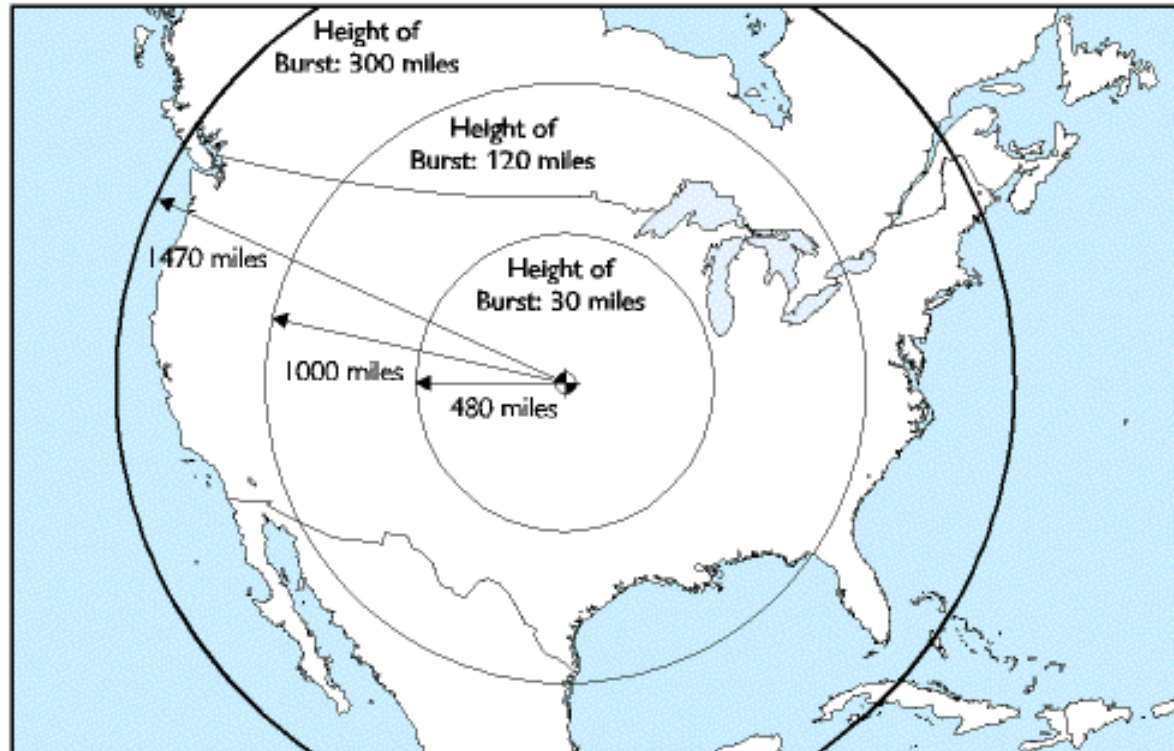 Height of
Burst: 300 miles
Height of
Burst: 120 miles
1470 miles
Height of
Burst: 30 miles
1000 miles
480 miles